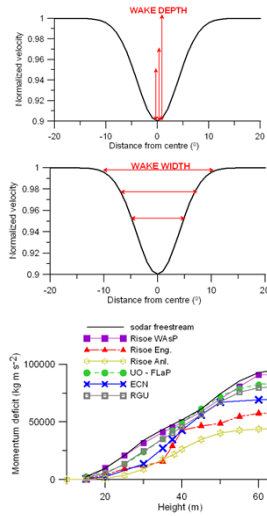 WAKE DEPTH
1
0.98
0.96
0.94
0.92
0.9
Normalized velocity
-20 -10 0 10 20
Distance from centre (º)
WAKE WIDTH
1
0.98
0.96
0.94
0.92
0.9
Normalized velocity
-20 -10 0 10 20
Distance from centre (º)
sodar freestream
Risoe WAsP
Risoe Eng.
Risoe Anl.
UO - FLaP
ECN
RGU
100000
50000
0
Momentum deficit (kg m s-2)
20 40 60
Height (m)